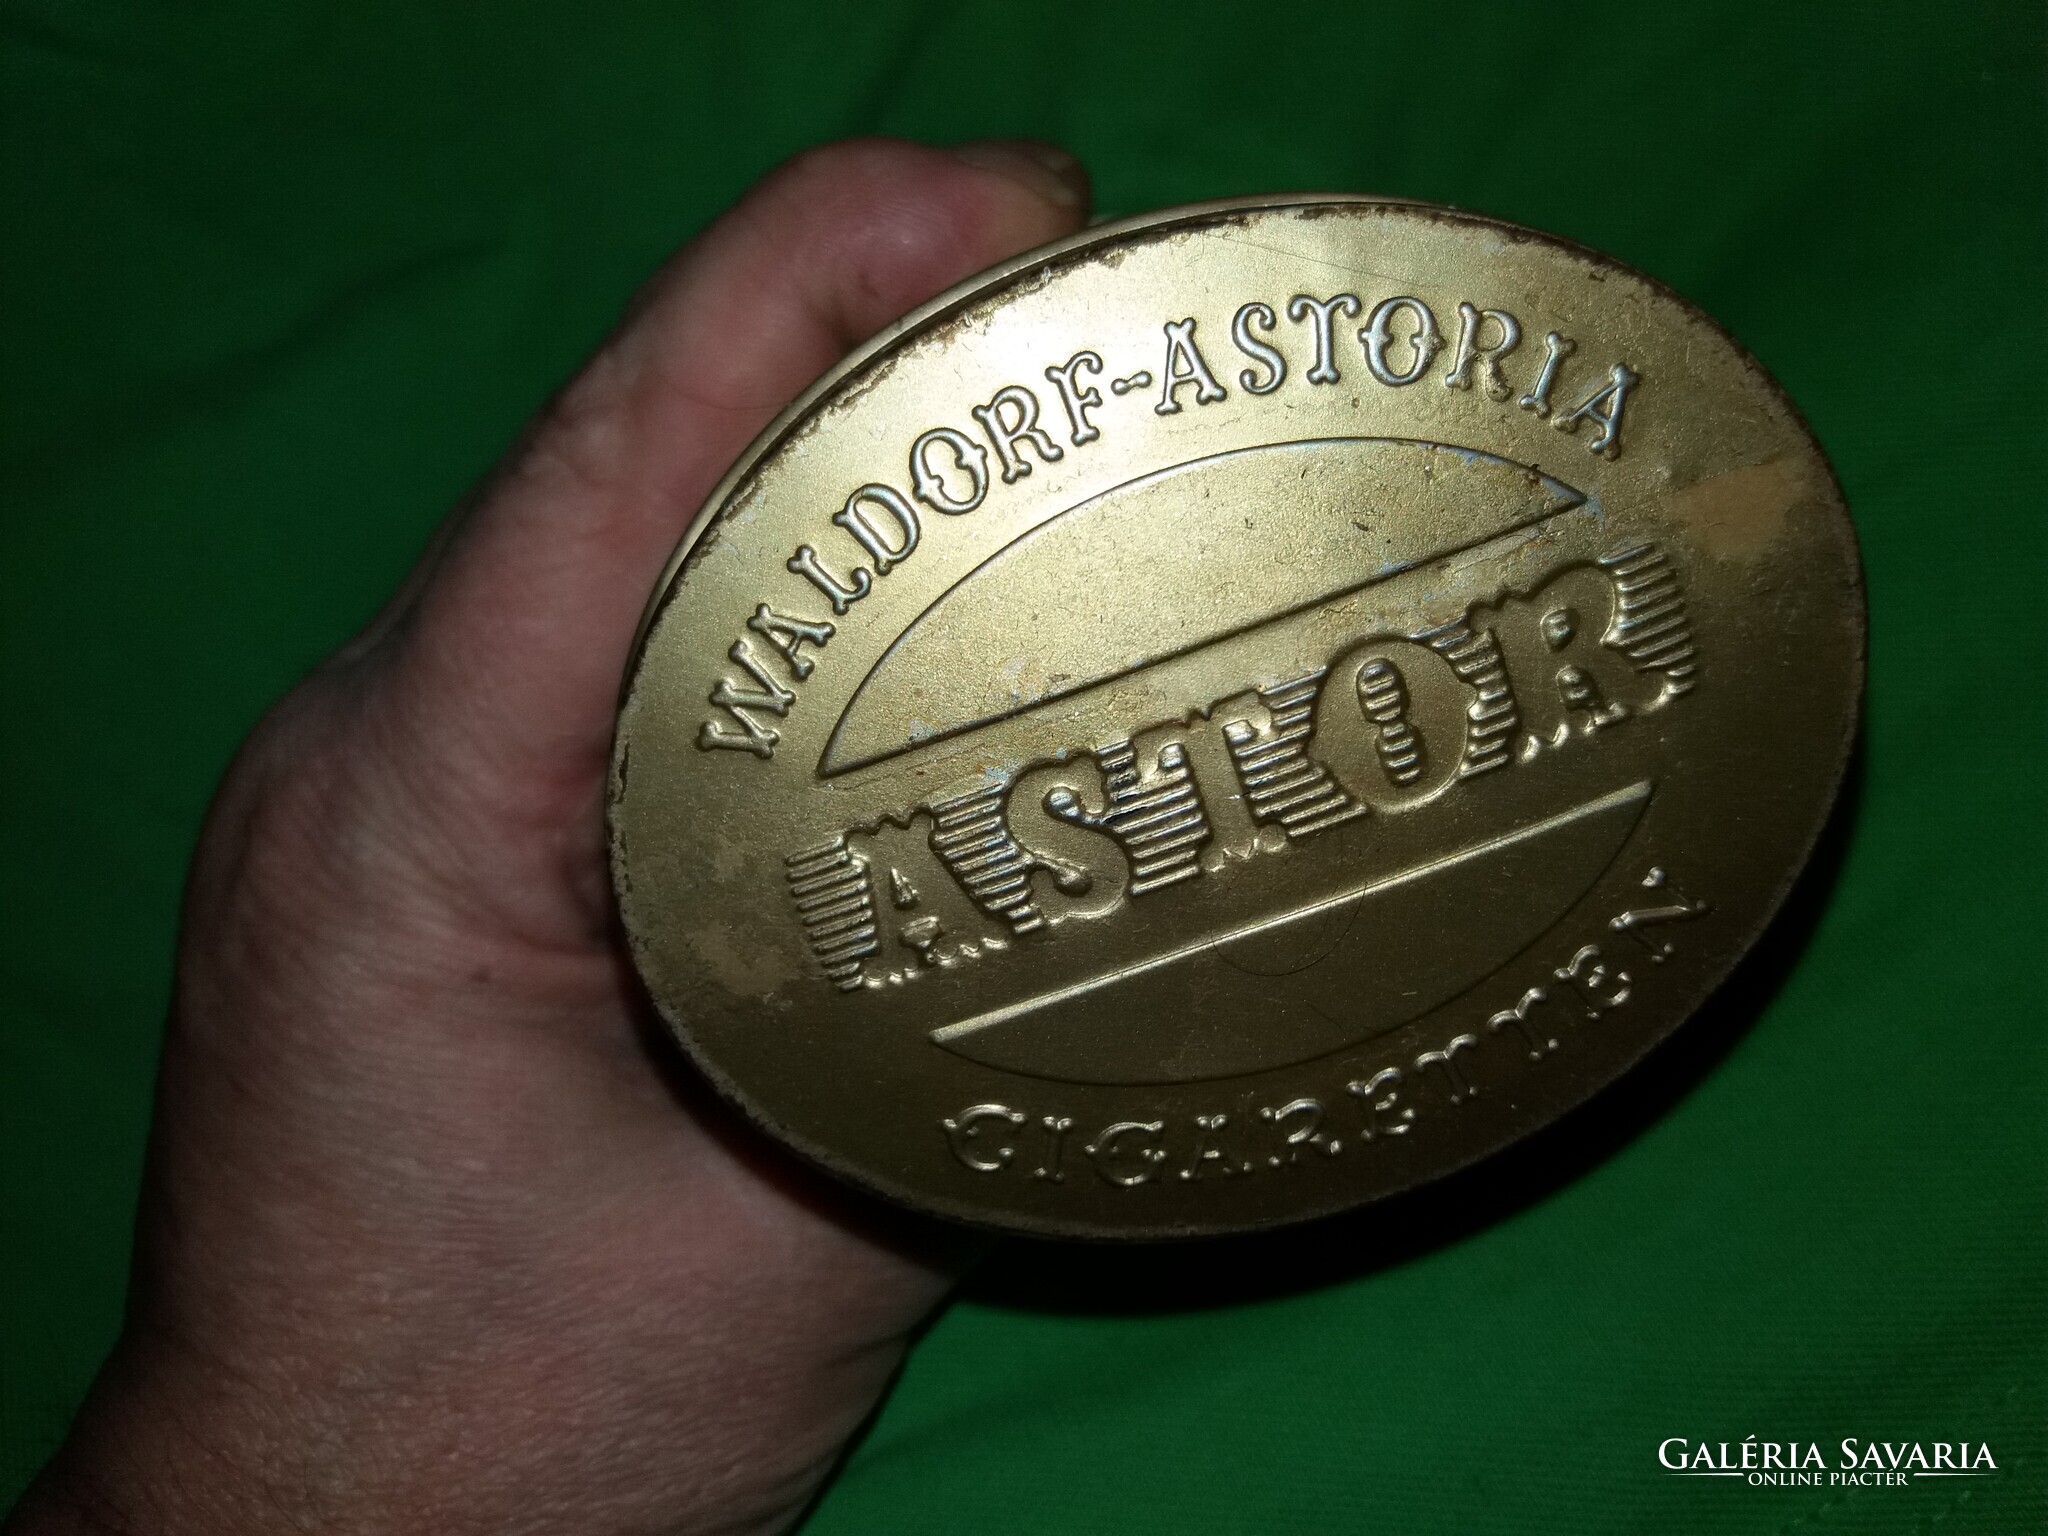 WALDORF-ASTORIA
ASTOR
CIGARETTEN
GALÉRIA SAVARIA
ONLINE PIACTÉR